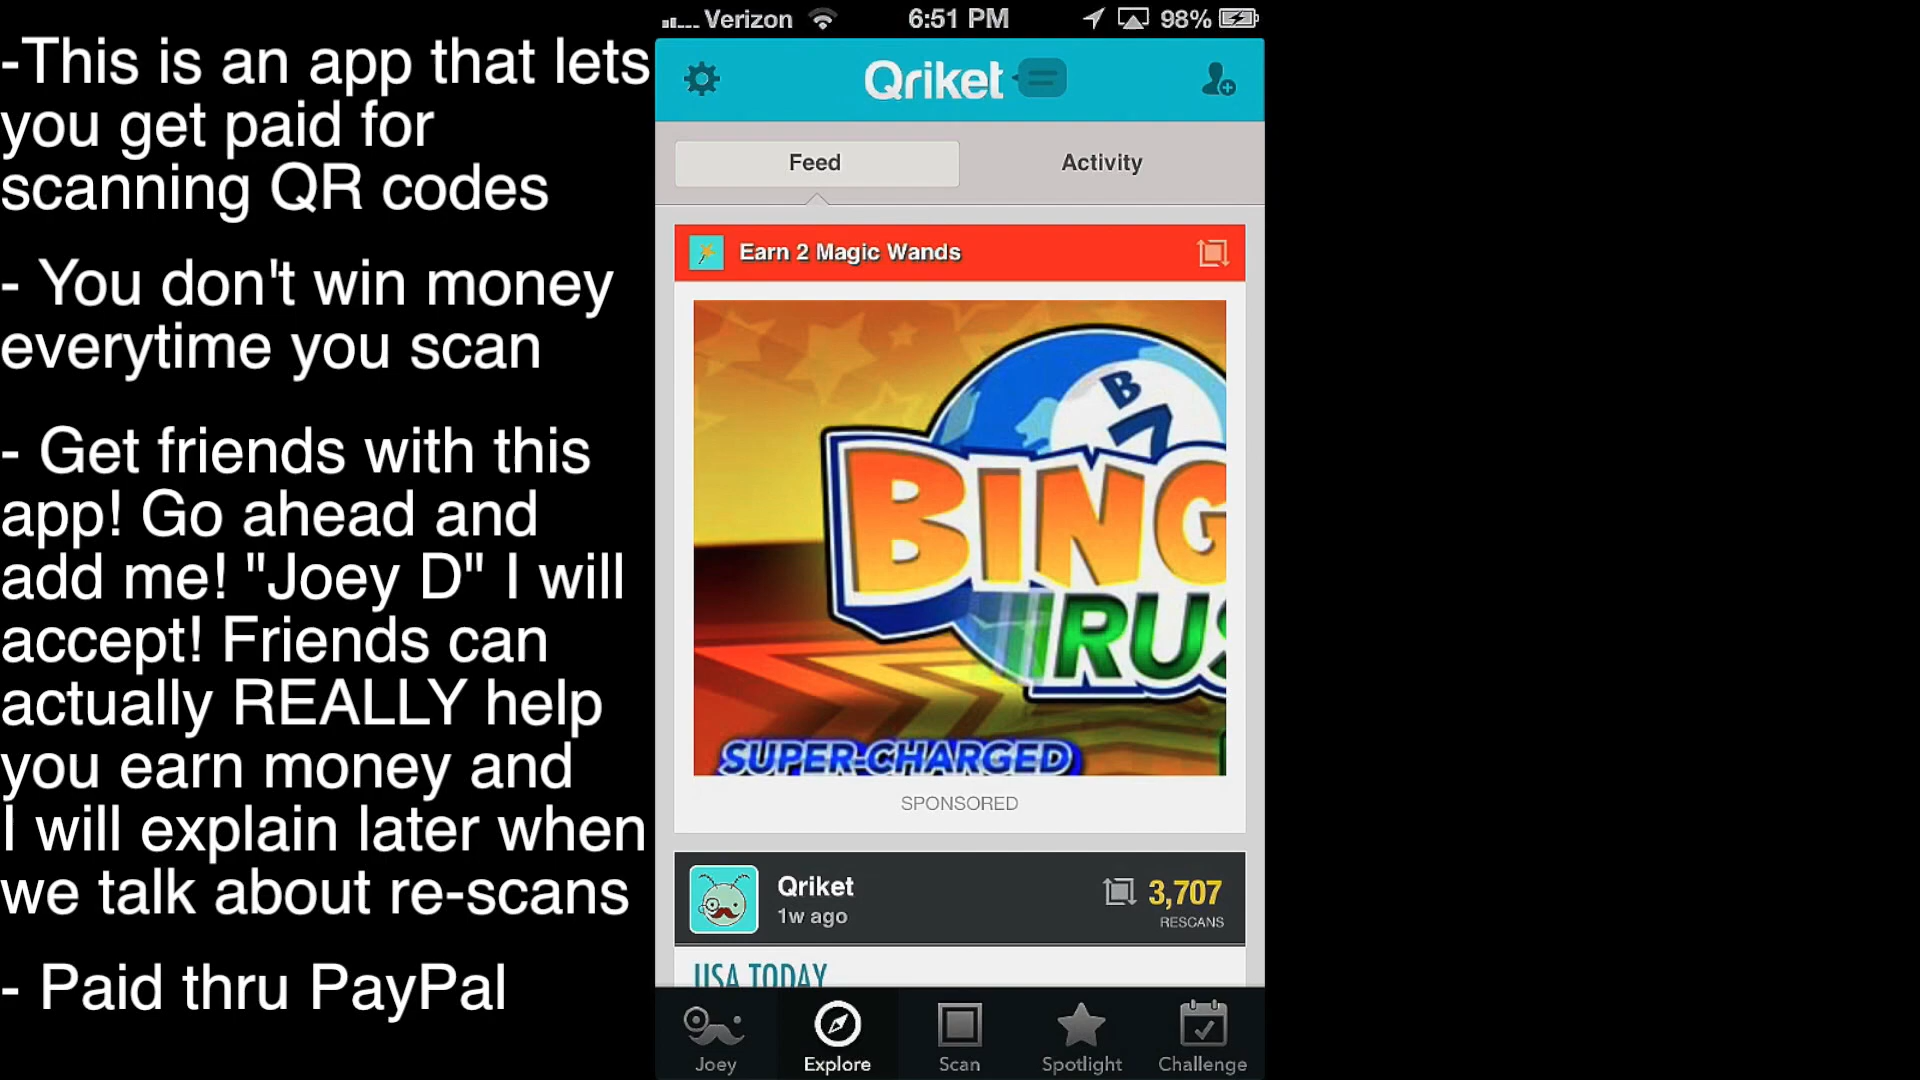 -This is an app that lets
you get paid for
scanning QR codes
- You don't win money
everytime you scan
- Get friends with this
app! Go ahead and
add me! "Joey D" I will
accept! Friends can
actually REALLY help
you earn money and
I will explain later when
we talk about re-scans
- Paid thru PayPal
Verizon 6:51 PM 98%
Qriket
Feed Activity
Earn 2 Magic Wands
B
7
BING
RUS
SUPER-CHARGED
SPONSORED
Qriket 3,707
1w ago RESCANS
USA TODAY
Joey Explore Scan Spotlight Challenge